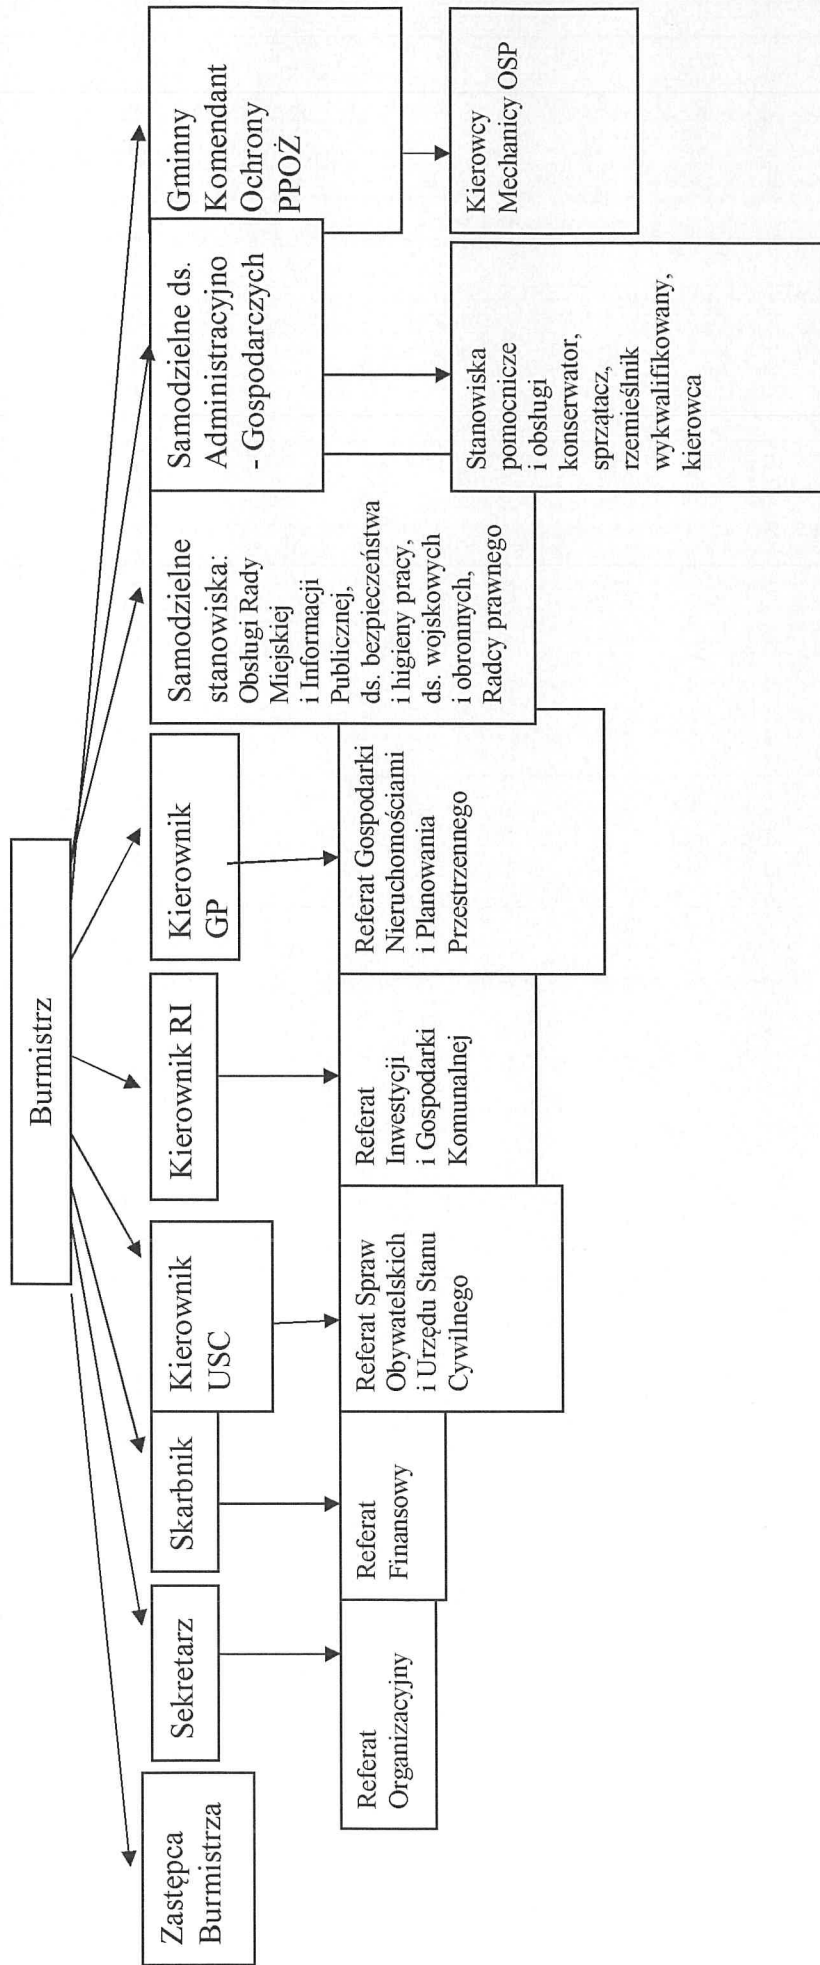 Burmistrz
Zastępca
Burmistrza
Sekretarz
Skarbnik
Kierownik
USC
Kierownik RI
Kierownik
GP
Samodzielne
stanowiska:
Obsługi Rady
Miejskiej
i Informacji
Publicznej,
ds. bezpieczeństwa
i higieny pracy,
ds. wojskowych
i obronnych,
Radcy prawnego
Samodzielne ds.
Administracyjno
- Gospodarczych
Gminny
Komendant
Ochrony
PPOŻ
Referat
Organizacyjny
Referat
Finansowy
Referat Spraw
Obywatelskich
i Urzędu Stanu
Cywilnego
Referat
Inwestycji
i Gospodarki
Komunalnej
Referat Gospodarki
Nieruchomościami
i Planowania
Przestrzennego
Stanowiska
pomocnicze
i obsługi
konserwator,
sprzątacz,
rzemieślnik
wykwalifikowany,
kierowca
Kierowcy
Mechanicy OSP